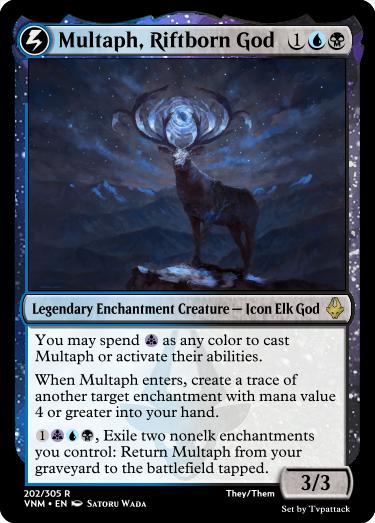 Multaph, Riftborn God 1
Legendary Enchantment Creature — Icon Elk God
You may spend as any color to cast
Multaph or activate their abilities.
When Multaph enters, create a trace of
another target enchantment with mana value
4 or greater into your hand.
1 , Exile two nonelk enchantments
you control: Return Multaph from your
graveyard to the battlefield tapped.
3/3
202/305 R They/Them
VNM • EN Satoru Wada Set by Tvpattack